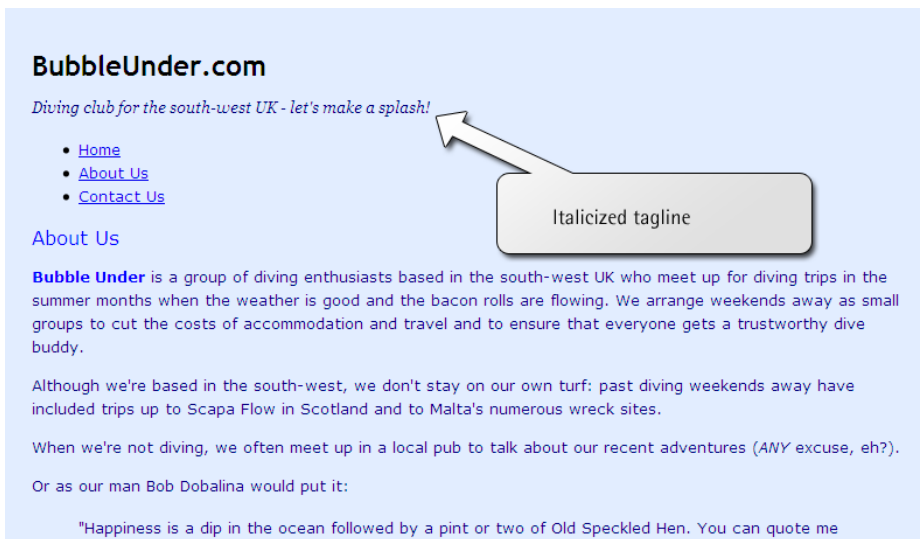 BubbleUnder.com
Diving club for the south-west UK - let's make a splash!
Home
About Us
Contact Us
Italicized tagline
About Us
Bubble Under is a group of diving enthusiasts based in the south-west UK who meet up for diving trips in the
summer months when the weather is good and the bacon rolls are flowing. We arrange weekends away as small
groups to cut the costs of accommodation and travel and to ensure that everyone gets a trustworthy dive
buddy.
Although we're based in the south-west, we don't stay on our own turf: past diving weekends away have
included trips up to Scapa Flow in Scotland and to Malta's numerous wreck sites.
When we're not diving, we often meet up in a local pub to talk about our recent adventures (ANY excuse, eh?).
Or as our man Bob Dobalina would put it:
"Happiness is a dip in the ocean followed by a pint or two of Old Speckled Hen. You can quote me